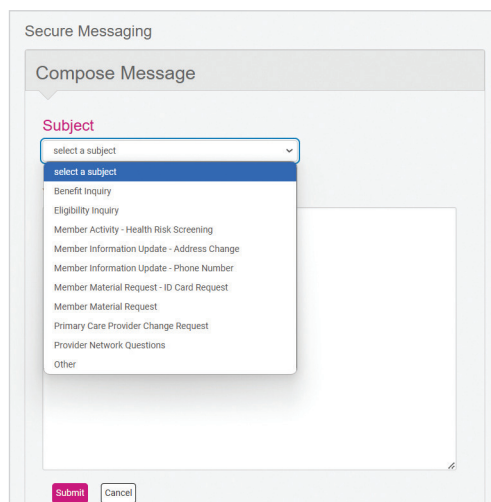 Secure Messaging
Compose Message
Subject
select a subject
select a subject
Benefit Inquiry
Eligibility Inquiry
Member Activity - Health Risk Screening
Member Information Update - Address Change
Member Information Update - Phone Number
Member Material Request - ID Card Request
Member Material Request
Primary Care Provider Change Request
Provider Network Questions
Other
Submit Cancel